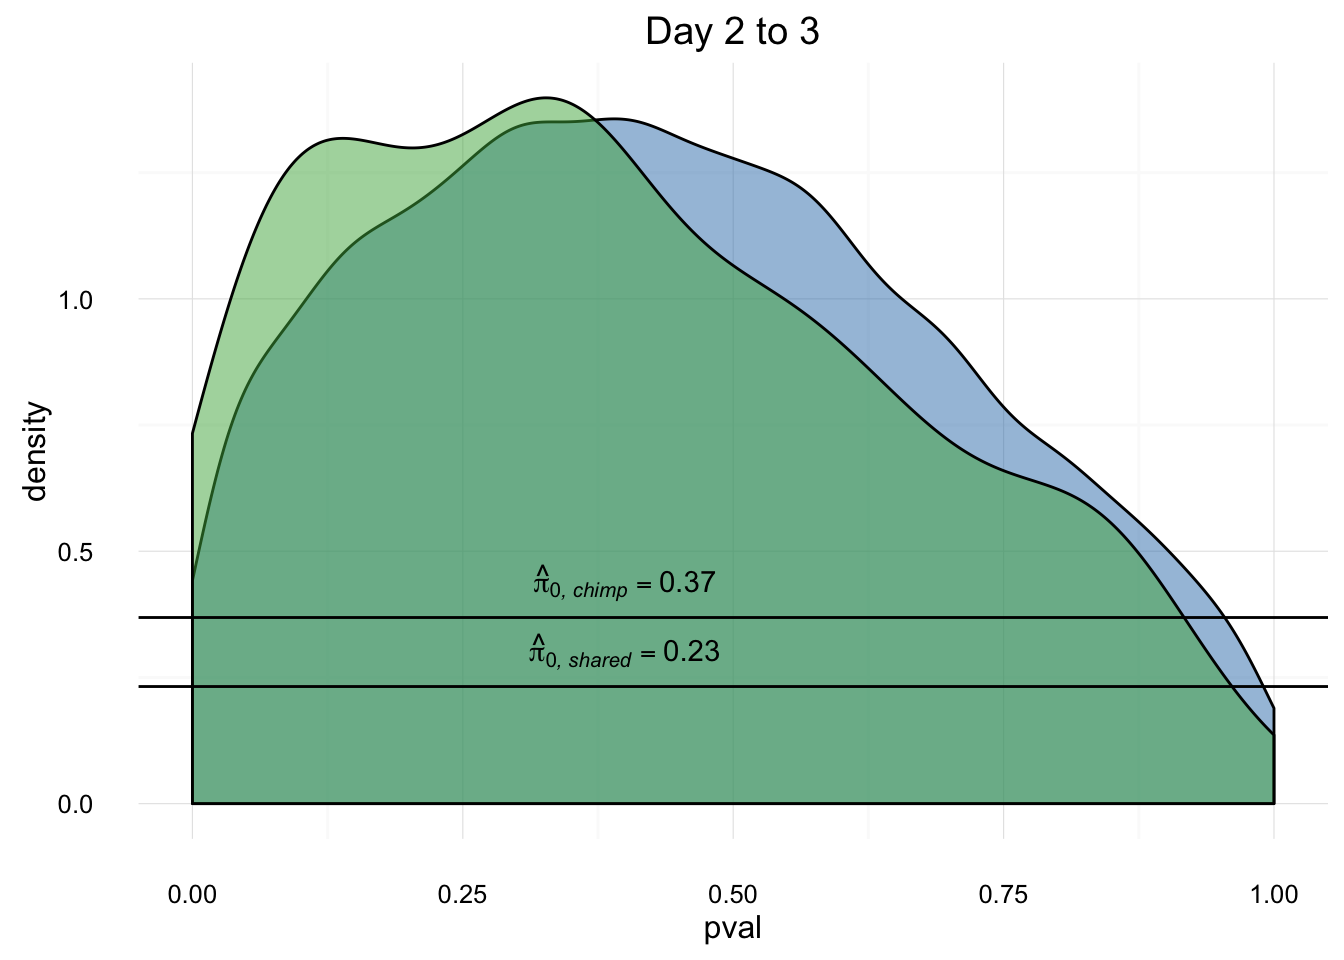 Day 2 to 3
density
1.0
0.5
0.0
π̂0, chimp = 0.37
π̂0, shared = 0.23
0.00 0.25 0.50 0.75 1.00
pval